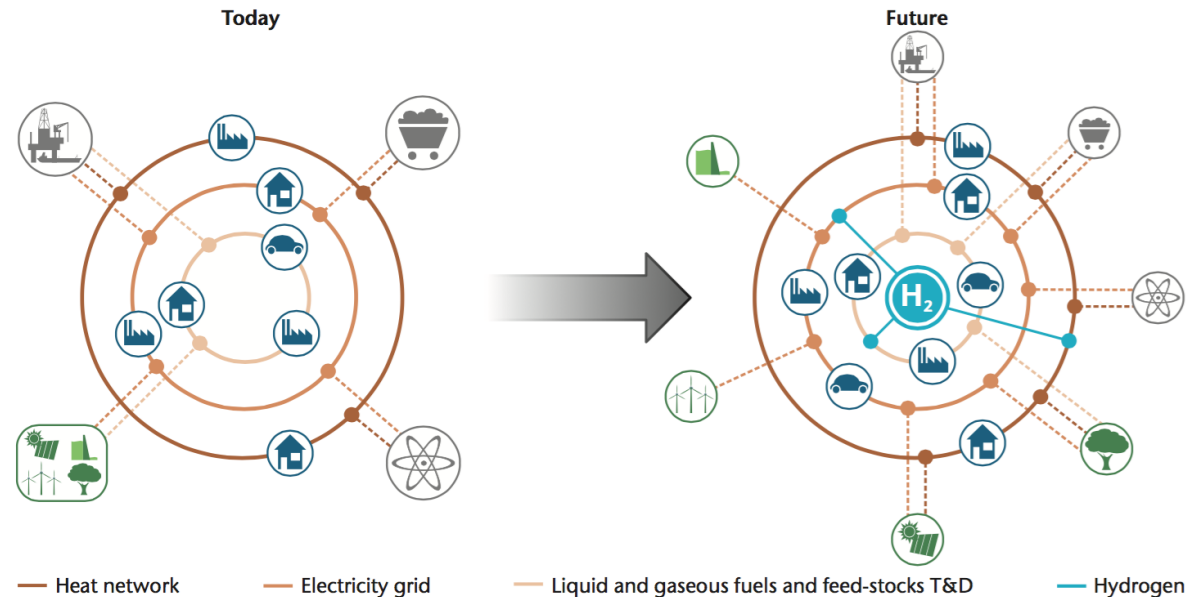 Today
Future
H₂
Heat network
Electricity grid
Liquid and gaseous fuels and feed-stocks T&D
Hydrogen